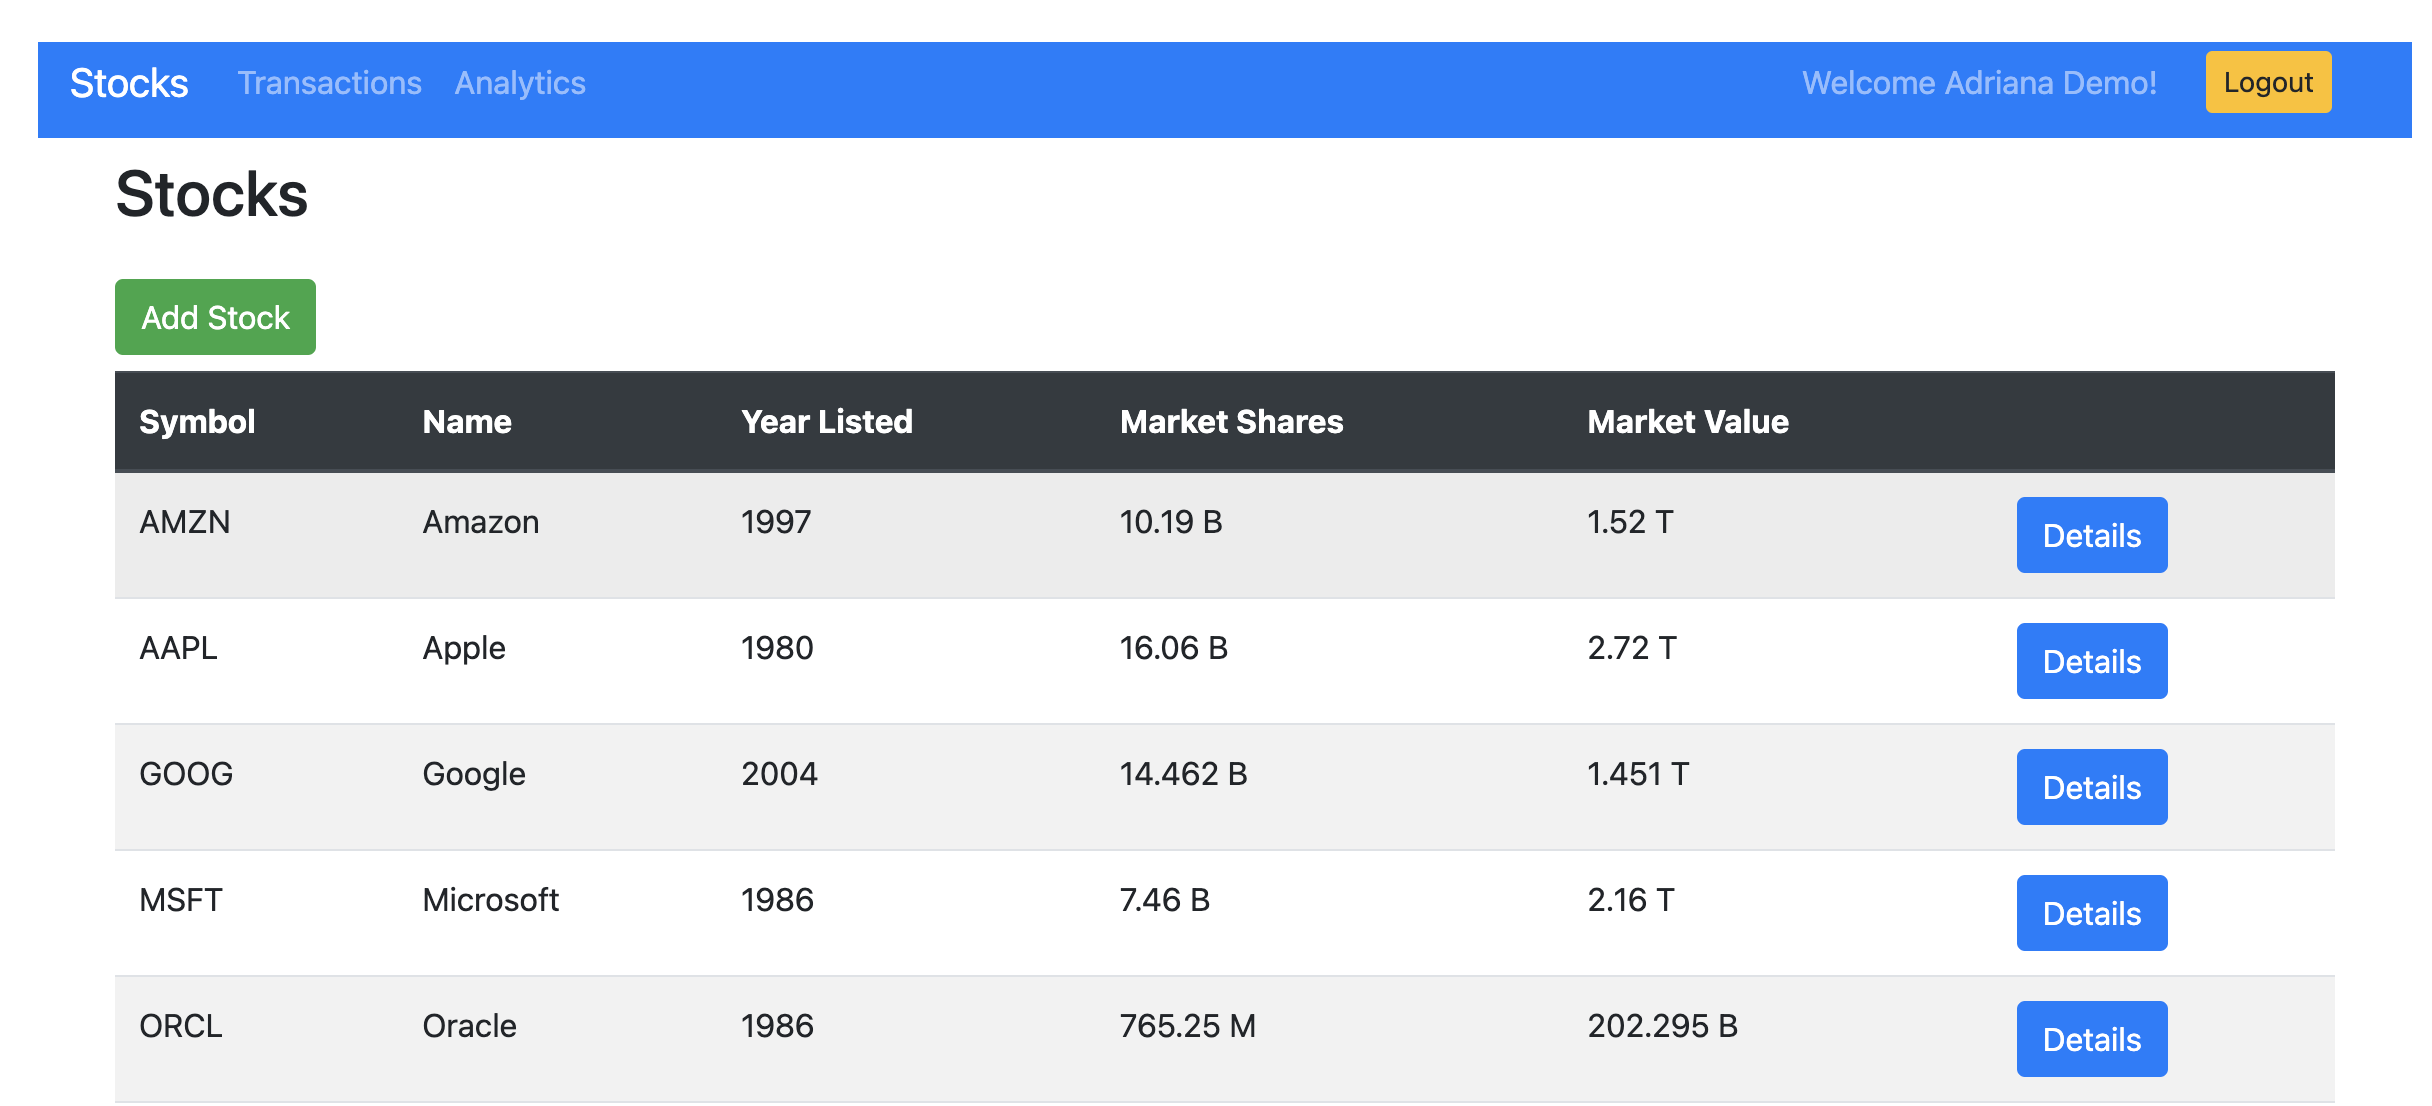 Stocks Transactions Analytics Welcome Adriana Demo! Logout
Stocks
Add Stock
Symbol Name Year Listed Market Shares Market Value
AMZN Amazon 1997 10.19 B 1.52 T Details
AAPL Apple 1980 16.06 B 2.72 T Details
GOOG Google 2004 14.462 B 1.451 T Details
MSFT Microsoft 1986 7.46 B 2.16 T Details
ORCL Oracle 1986 765.25 M 202.295 B Details